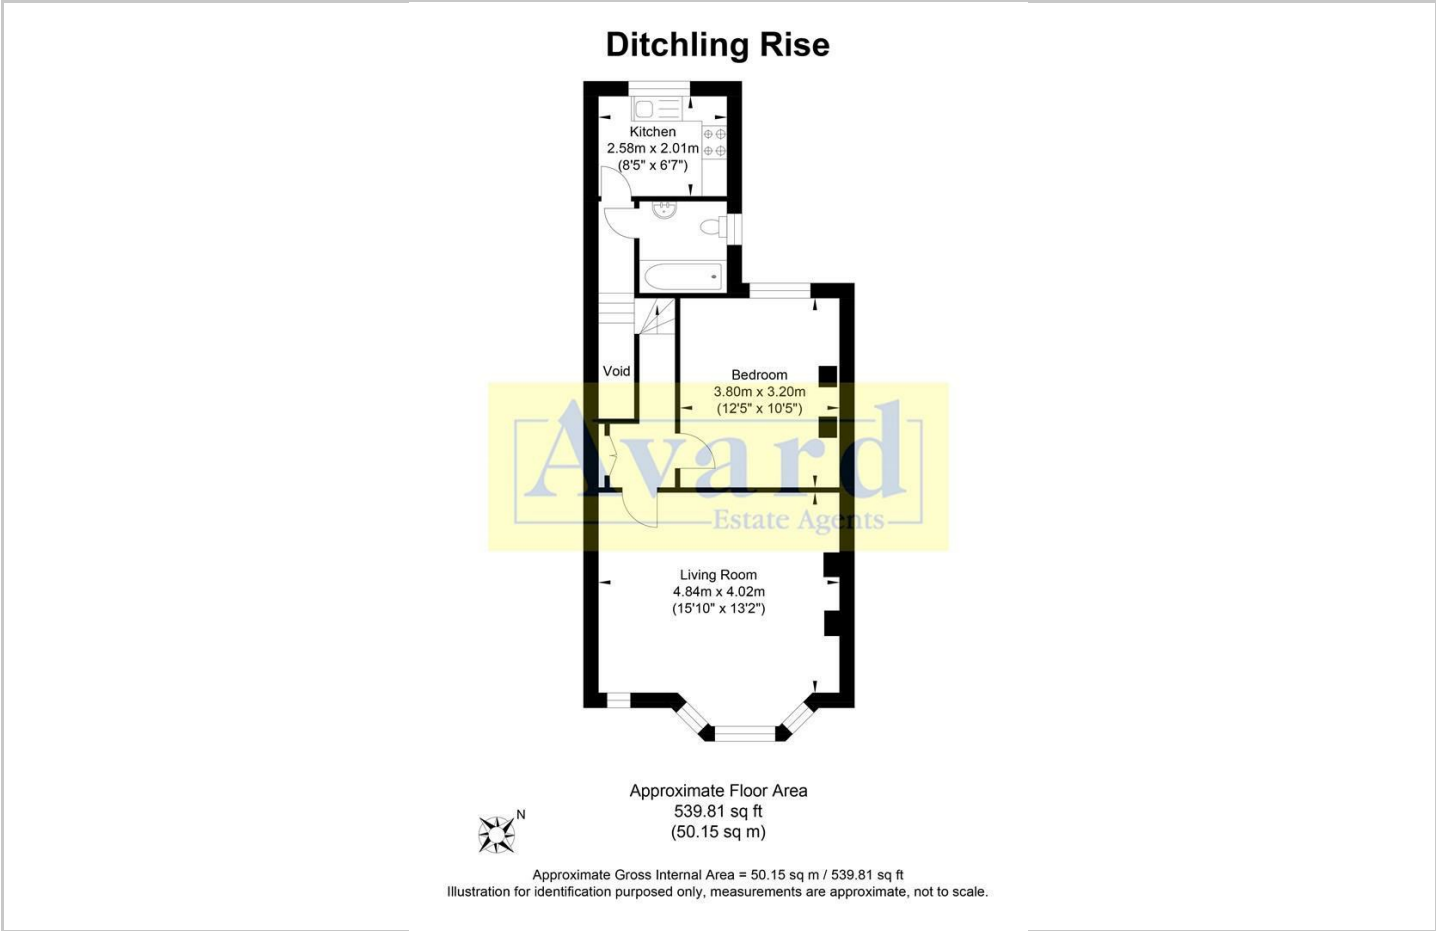 Ditchling Rise
Kitchen
2.58m x 2.01m
(8'5" x 6'7")
Void
Bedroom
3.80m x 3.20m
(12'5" x 10'5")
Avard
Estate Agents
Living Room
4.84m x 4.02m
(15'10" x 13'2")
Approximate Floor Area
539.81 sq ft
(50.15 sq m)
N
Approximate Gross Internal Area = 50.15 sq m / 539.81 sq ft
Illustration for identification purposed only, measurements are approximate, not to scale.